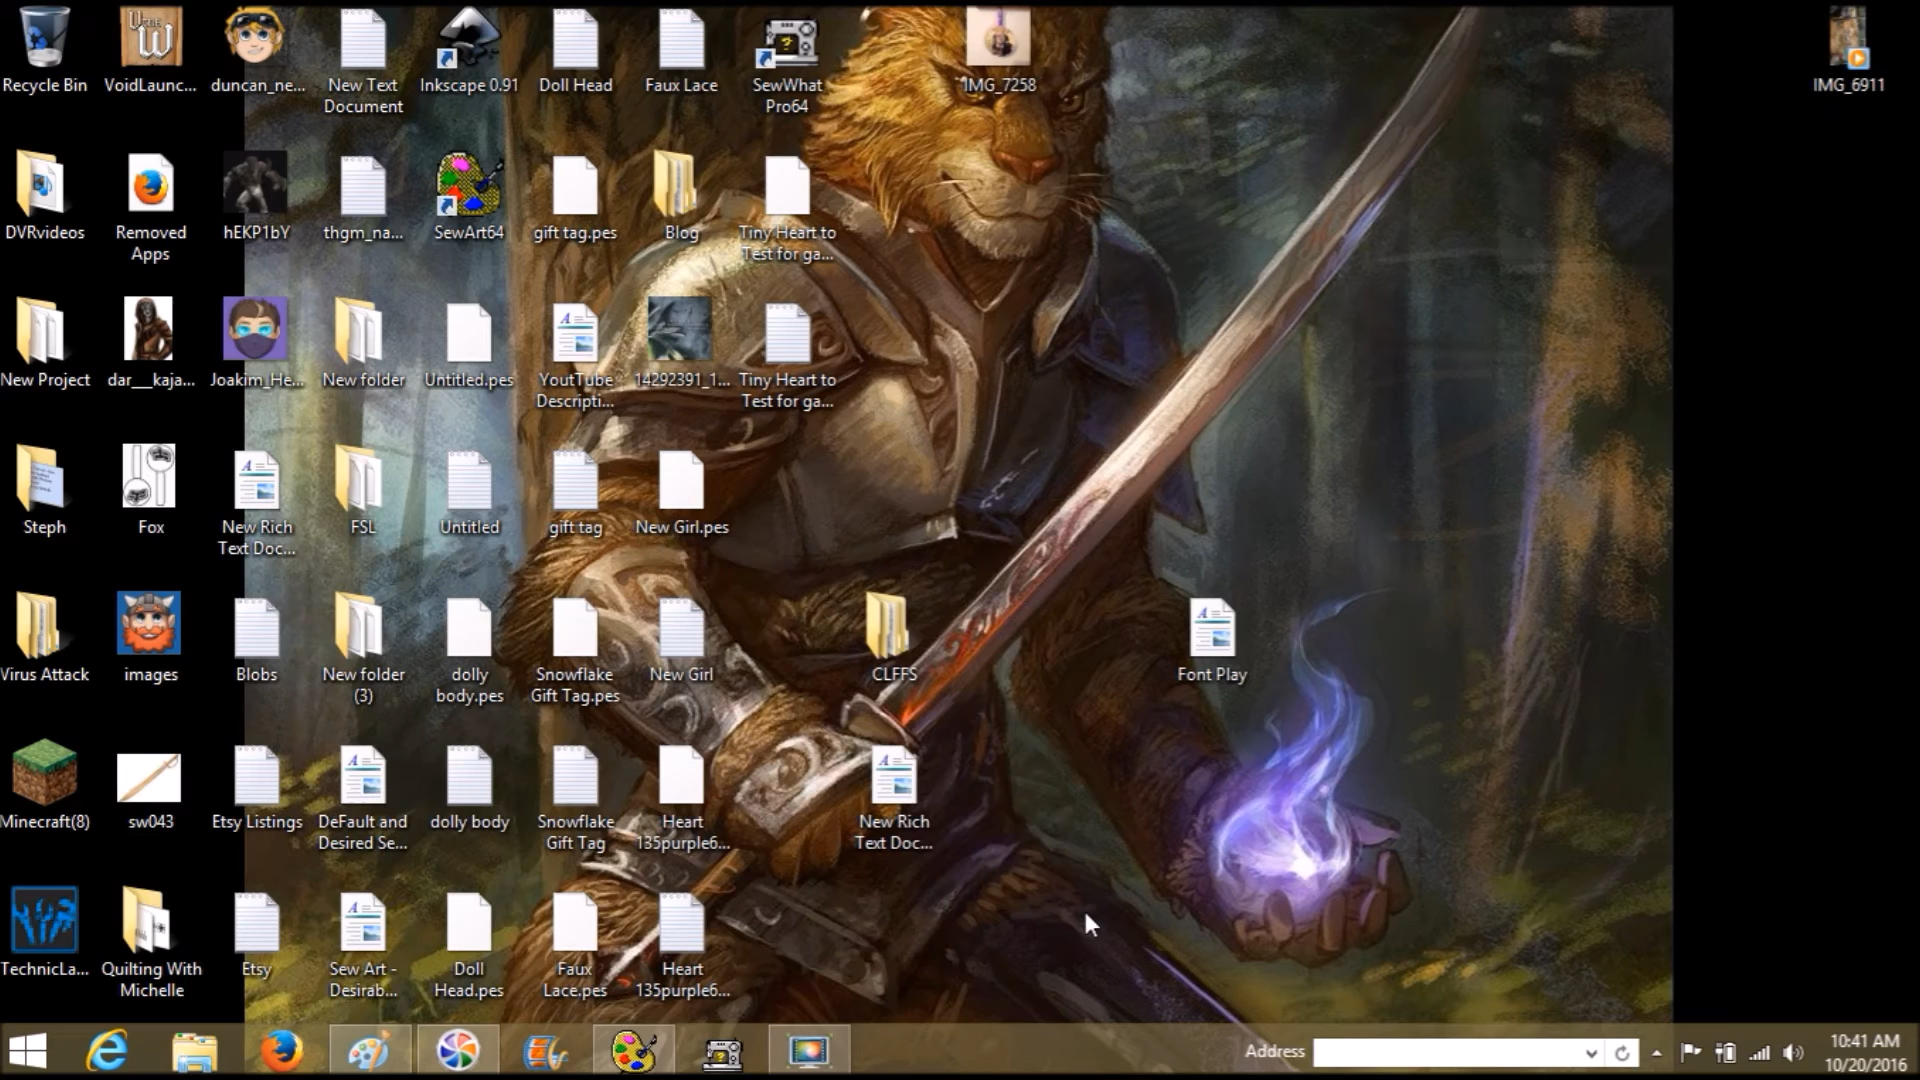 Recycle Bin
VoidLaunc...
duncan_ne...
New Text
Document
Inkscape 0.91
Doll Head
Faux Lace
SewWhat
Pro64
IMG_7258
IMG_6911
DVRvideos
Removed
Apps
hEKP1bY
thgm_na...
SewArt64
gift tag.pes
Blog
Tiny Heart to
Test for ga...
New Project
dar__kaja...
Joakim_He...
New folder
Untitled.pes
YoutTube
Descripti...
14292391_1...
Tiny Heart to
Test for ga...
Steph
Fox
New Rich
Text Doc...
FSL
Untitled
gift tag
New Girl.pes
Virus Attack
images
Blobs
New folder
(3)
dolly
body.pes
Snowflake
Gift Tag.pes
New Girl
CLFFS
Font Play
Minecraft(8)
sw043
Etsy Listings
DeFault and
Desired Se...
dolly body
Snowflake
Gift Tag
Heart
135purple6...
New Rich
Text Doc...
TechnicLa...
Quilting With
Michelle
Etsy
Sew Art -
Desirab...
Doll
Head.pes
Faux
Lace.pes
Heart
135purple6...
Address
10:41 AM
10/20/2016